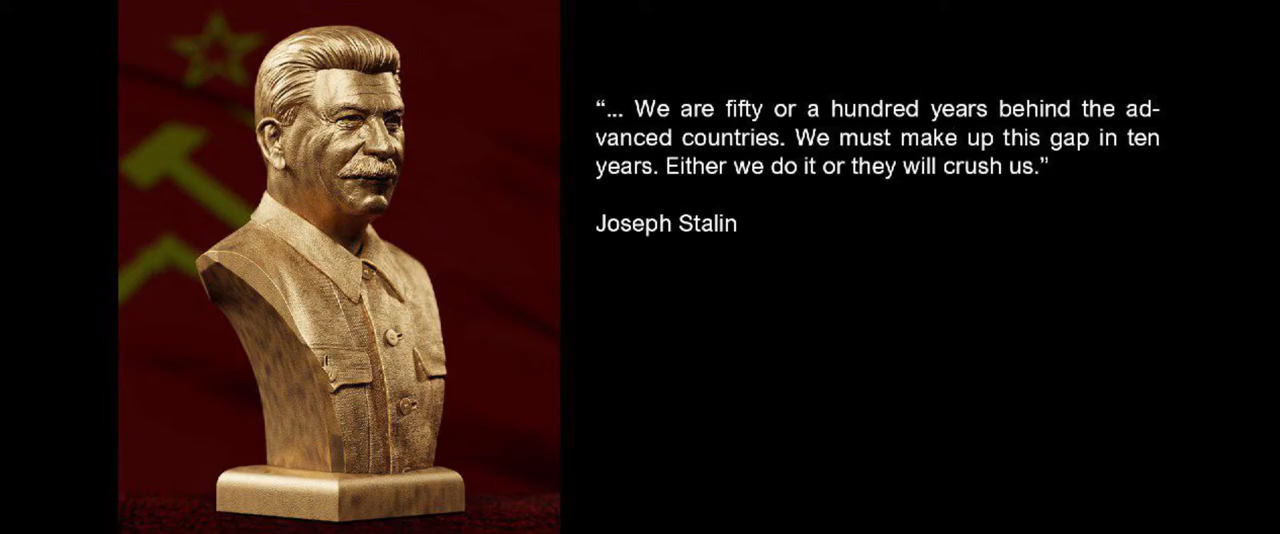 “... We are fifty or a hundred years behind the ad-
vanced countries. We must make up this gap in ten
years. Either we do it or they will crush us.”
Joseph Stalin